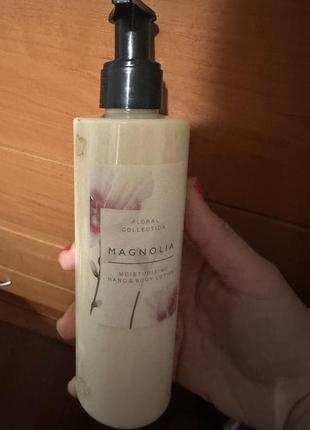 FLORAL
COLLECTION
MAGNOLIA
MOISTURISING
HAND & BODY LOTION